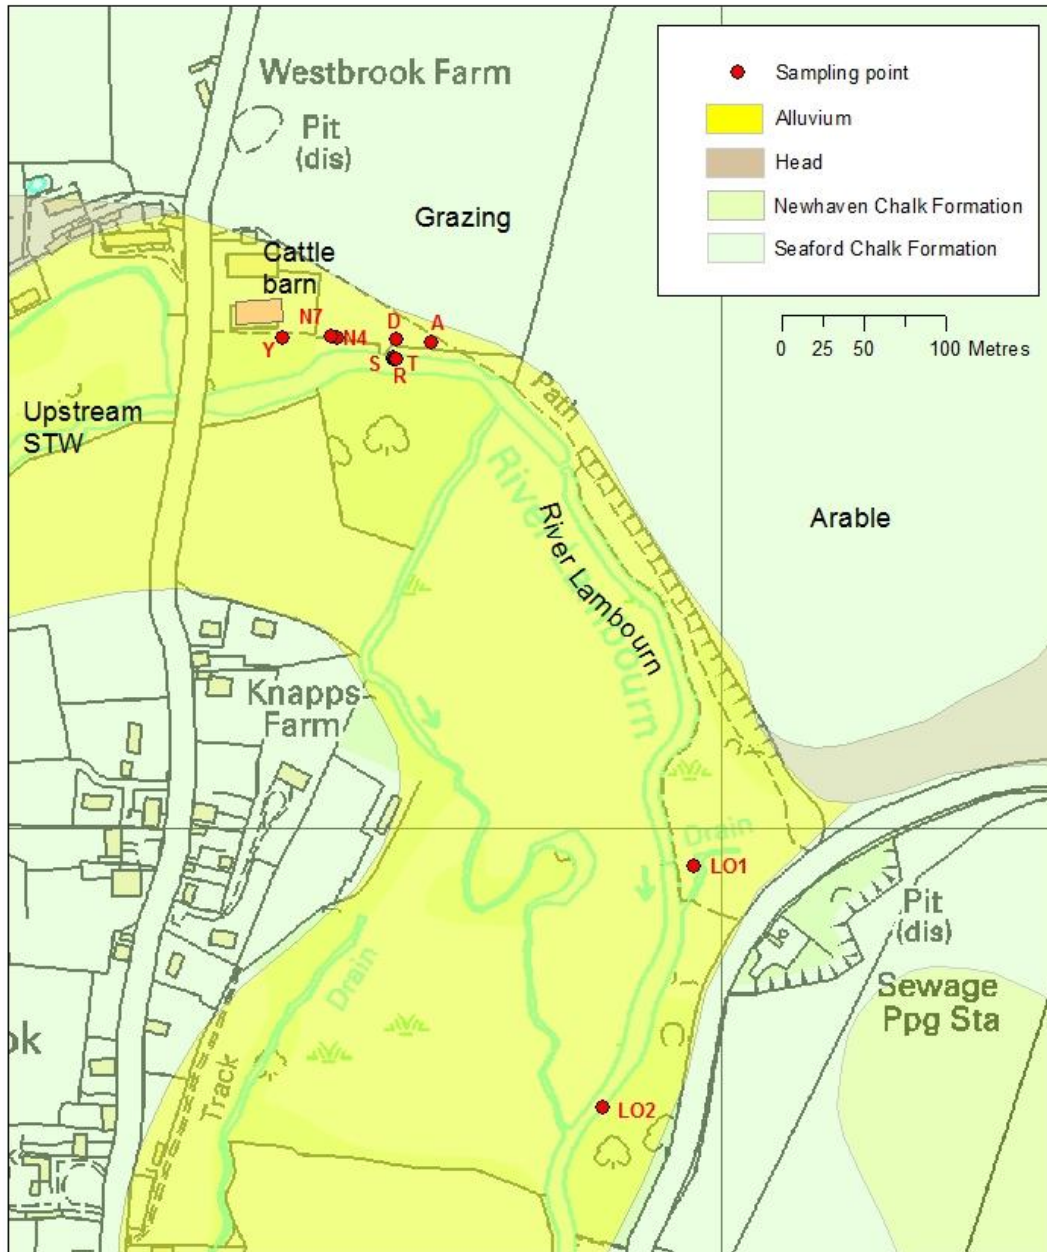 Westbrook Farm
Pit
(dis)
Grazing
Cattle
barn
N7
N4
D
A
Y
S
T
R
Upstream
STW
Path
River Lambourn
River Lambourn
Arable
Knapps
Farm
Drain
LO1
Pit
(dis)
Sewage
Ppg Sta
Drain
Track
ok
LO2
Sampling point
Alluvium
Head
Newhaven Chalk Formation
Seaford Chalk Formation
0 25 50 100 Metres